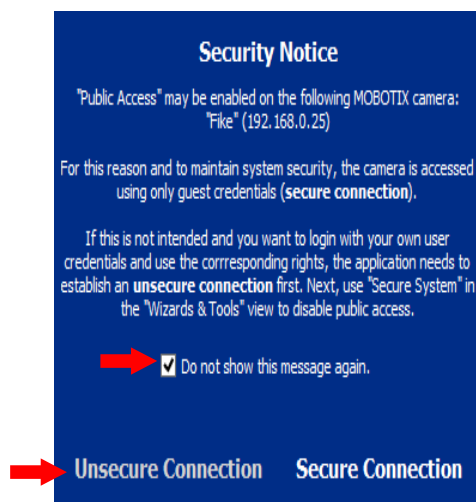 Security Notice
"Public Access" may be enabled on the following MOBOTIX camera:
"Fike" (192.168.0.25)
For this reason and to maintain system security, the camera is accessed
using only guest credentials (secure connection).
If this is not intended and you want to login with your own user
credentials and use the corrresponding rights, the application needs to
establish an unsecure connection first. Next, use "Secure System" in
the "Wizards & Tools" view to disable public access.
Do not show this message again.
Unsecure Connection Secure Connection